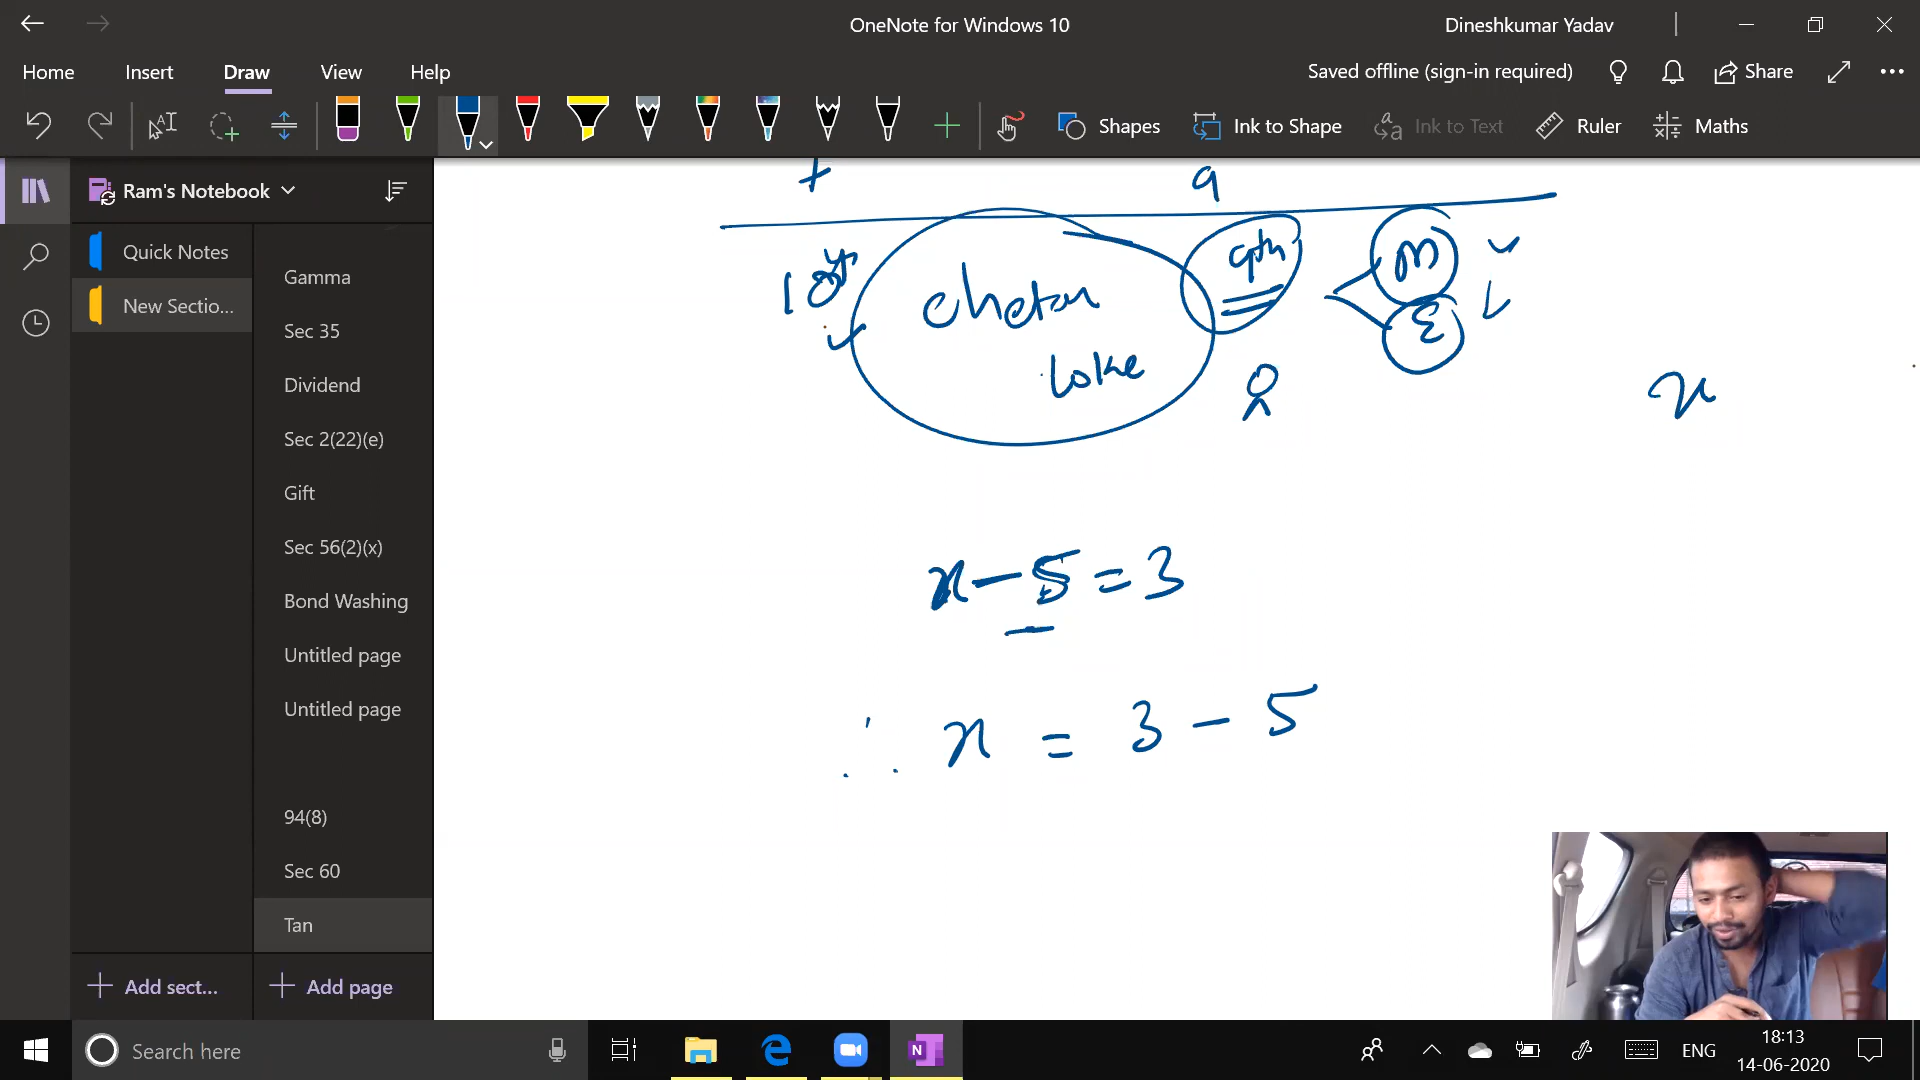 OneNote for Windows 10
Dineshkumar Yadav
Home Insert Draw View Help
Saved offline (sign-in required)
Share
Shapes
Ink to Shape
Ink to Text
Ruler
Maths
Ram's Notebook
Quick Notes
New Sectio...
Gamma
Sec 35
Dividend
Sec 2(22)(e)
Gift
Sec 56(2)(x)
Bond Washing
Untitled page
Untitled page
94(8)
Sec 60
Tan
Add sect...
Add page
9
chetan
loke
9th
M
E
x
x - 5 = 3
∴ x = 3 - 5
Search here
ENG
18:13
14-06-2020